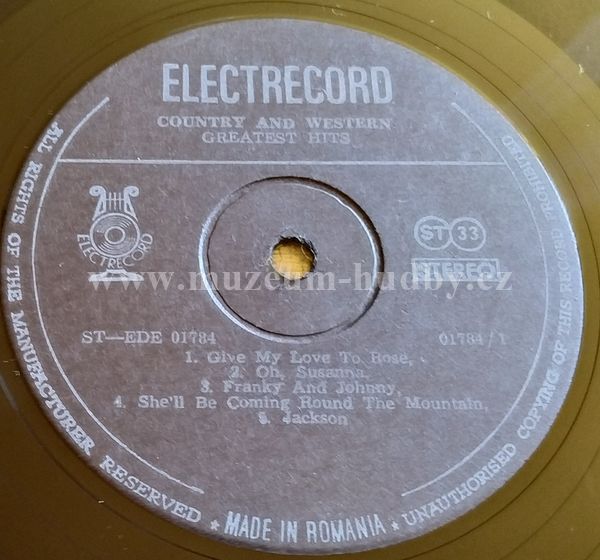 ELECTRECORD
COUNTRY AND WESTERN
GREATEST HITS
ELECTRECORD
ST 33
STEREO
www.muzeum-hudby.cz
ST—EDE 01784
01784/1
1. Give My Love To Rose,
2. Oh, Susanna,
3. Franky And Johnny,
4. She'll Be Coming Round The Mountain,
5. Jackson
ALL RIGHTS OF THE MANUFACTURER RESERVED ★ MADE IN ROMANIA ★ UNAUTHORISED COPYING OF THIS RECORD PROHIBITED